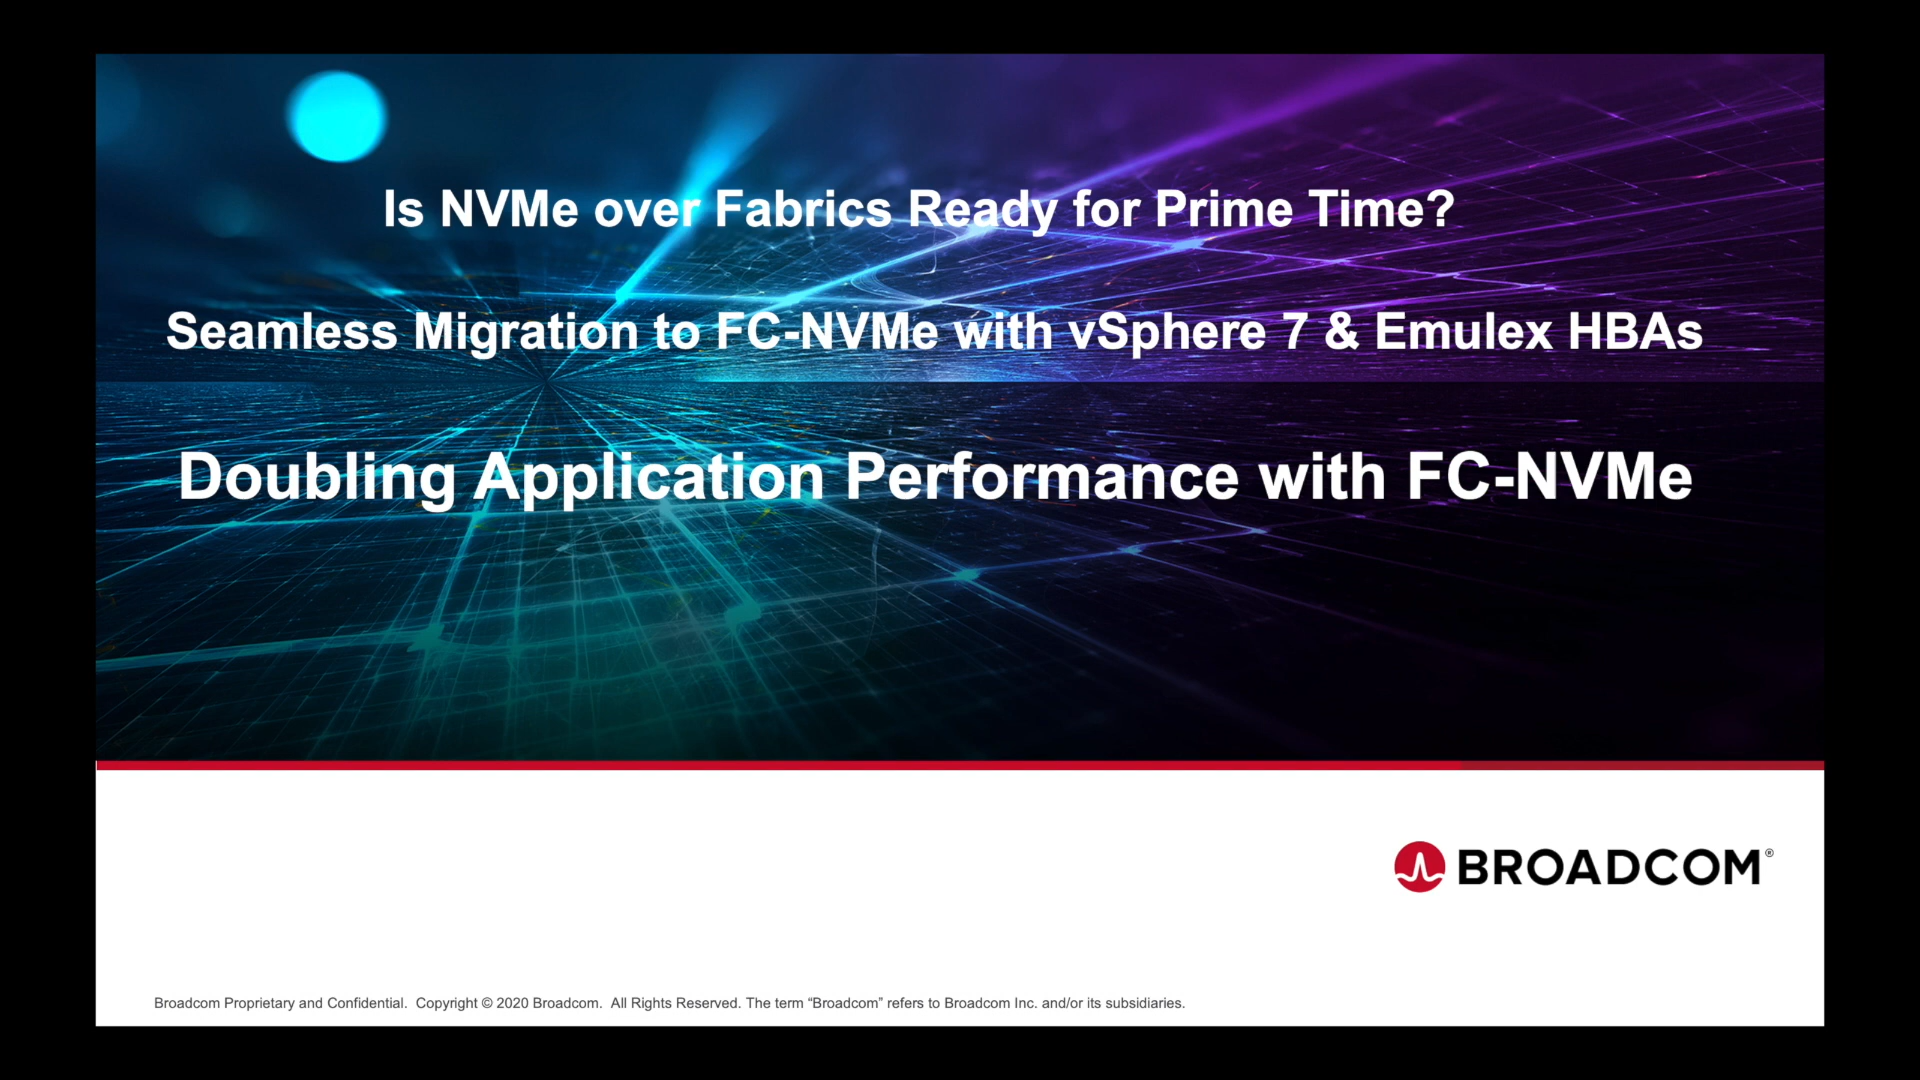 Is NVMe over Fabrics Ready for Prime Time?
Seamless Migration to FC-NVMe with vSphere 7 & Emulex HBAs
Doubling Application Performance with FC-NVMe
BROADCOM®
Broadcom Proprietary and Confidential.  Copyright © 2020 Broadcom.  All Rights Reserved. The term “Broadcom” refers to Broadcom Inc. and/or its subsidiaries.